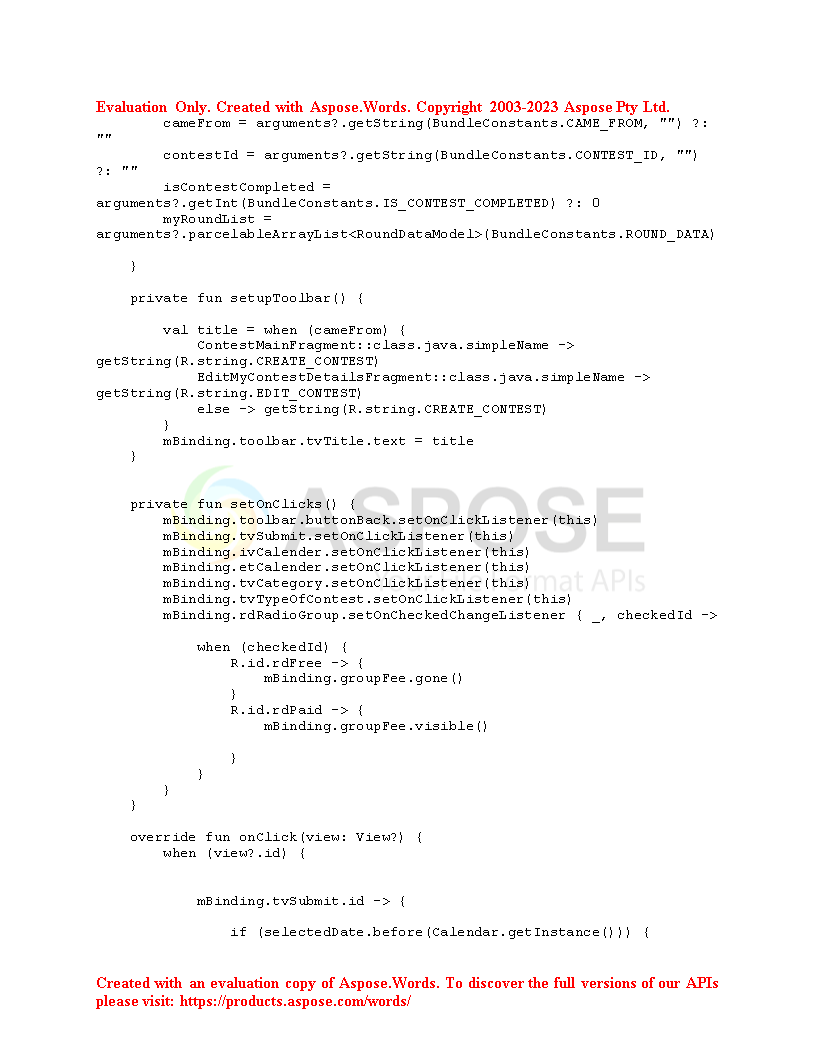 Evaluation Only. Created with Aspose.Words. Copyright 2003-2023 Aspose Pty Ltd.
        cameFrom = arguments?.getString(BundleConstants.CAME_FROM, "") ?:
""
        contestId = arguments?.getString(BundleConstants.CONTEST_ID, "")
?: ""
        isContestCompleted =
arguments?.getInt(BundleConstants.IS_CONTEST_COMPLETED) ?: 0
        myRoundList =
arguments?.parcelableArrayList<RoundDataModel>(BundleConstants.ROUND_DATA)

    }

    private fun setupToolbar() {

        val title = when (cameFrom) {
            ContestMainFragment::class.java.simpleName ->
getString(R.string.CREATE_CONTEST)
            EditMyContestDetailsFragment::class.java.simpleName ->
getString(R.string.EDIT_CONTEST)
            else -> getString(R.string.CREATE_CONTEST)
        }
        mBinding.toolbar.tvTitle.text = title
    }

    private fun setOnClicks() {
        mBinding.toolbar.buttonBack.setOnClickListener(this)
ASPOSE
        mBinding.tvSubmit.setOnClickListener(this)
        mBinding.ivCalender.setOnClickListener(this)
        mBinding.etCalender.setOnClickListener(this)
        mBinding.tvCategory.setOnClickListener(this)
APIs
        mBinding.tvTypeOfContest.setOnClickListener(this)
        mBinding.rdRadioGroup.setOnCheckedChangeListener { _, checkedId ->

            when (checkedId) {
                R.id.rdFree -> {
                    mBinding.groupFee.gone()
                }
                R.id.rdPaid -> {
                    mBinding.groupFee.visible()

                }
            }
        }
    }

    override fun onClick(view: View?) {
        when (view?.id) {

            mBinding.tvSubmit.id -> {

                if (selectedDate.before(Calendar.getInstance())) {

Created with an evaluation copy of Aspose.Words. To discover the full versions of our APIs
please visit: https://products.aspose.com/words/